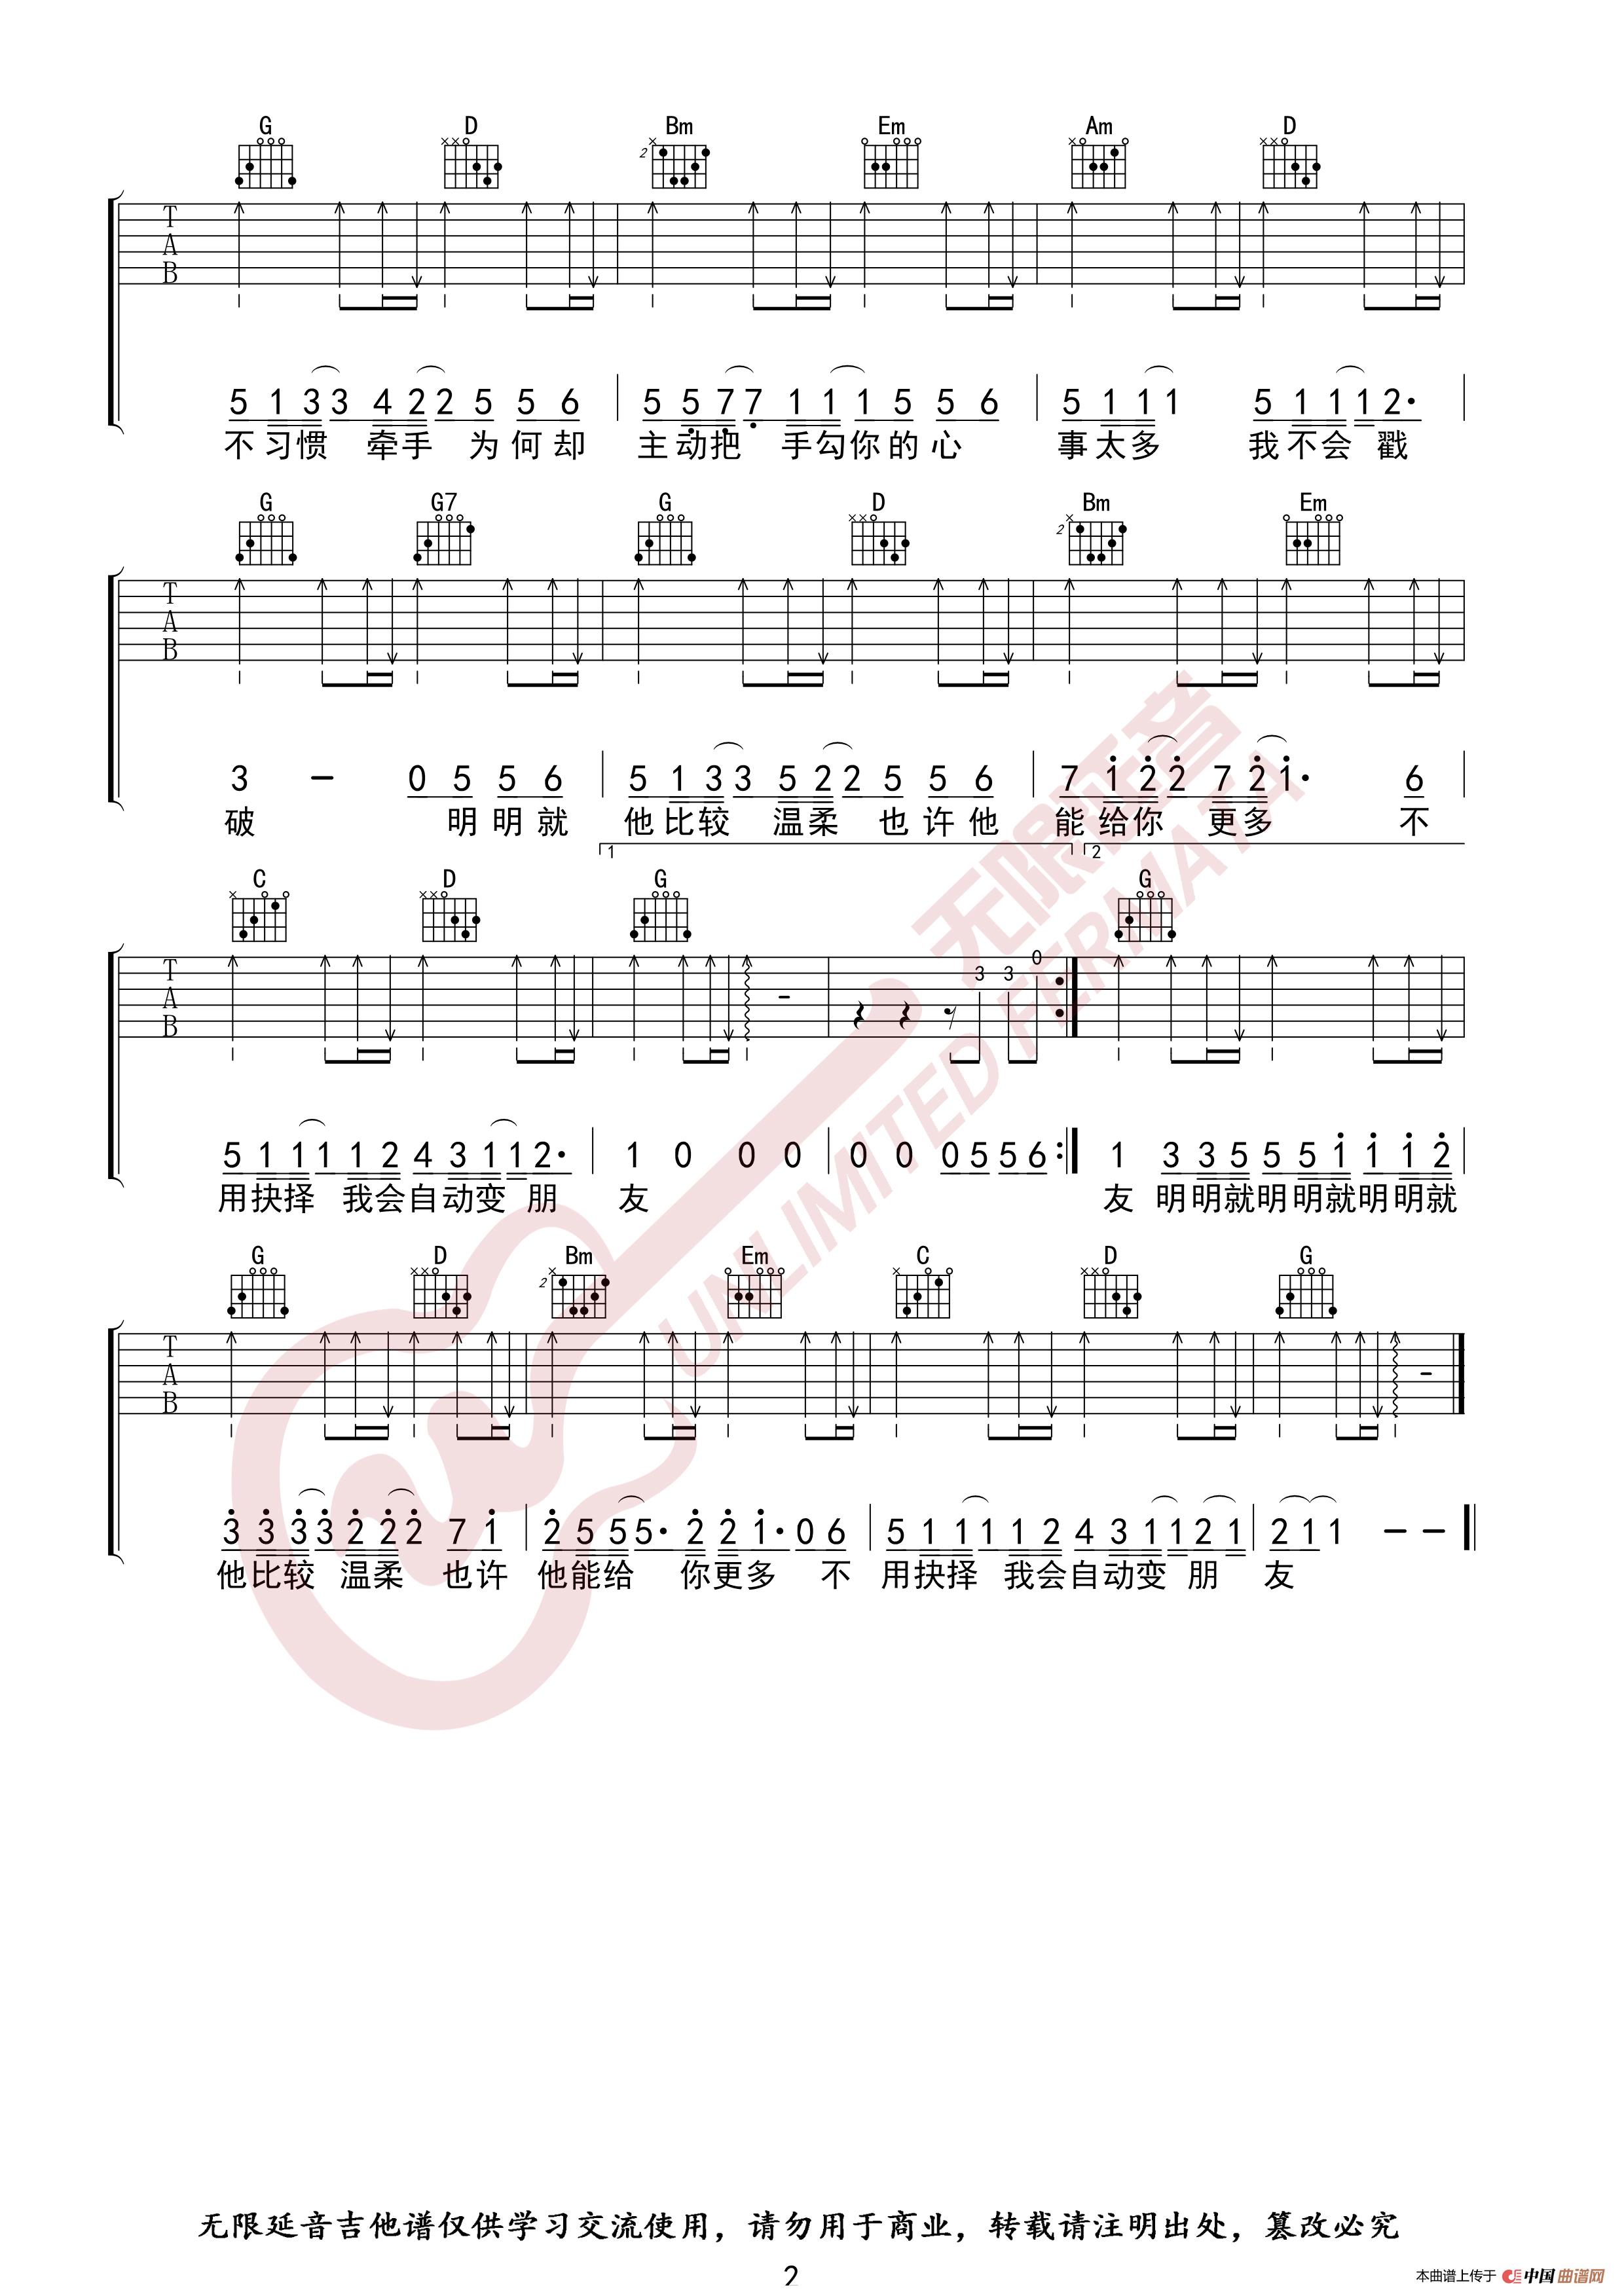 G D Bm Em Am D
2
T
A
B
5 1 3 3 4 2 2 5 5 6 5 5 7 7 1 1 1 5 5 6 5 1 1 1 5 1 1 1 2·
不习惯 牵手 为何却 主动把 手勾你的心 事太多 我不会 戳
G G7 G D Bm Em
2
T
A
B
3 – 0 5 5 6 5 1 3 3 5 2 2 5 5 6 7 1 2 2 7 2 1· 6
破 明明就 他比较 温柔 也许他 能给你 更多 不
1 2
C D G G
T
A
B
3 3 0
5 1 1 1 1 2 4 3 1 1 2· 1 0 0 0 0 0 0 5 5 6 1 3 3 5 5 5 1 1 1 2
用抉择 我会自动变 朋 友 友 明明就明明就明明就
G D Bm Em C D G
2
T
A
B
3 3 3 3 2 2 2 7 1 2 5 5 5· 2 2 1· 0 6 5 1 1 1 1 2 4 3 1 1 2 1 2 1 1 – –
他比较 温柔 也许 他能给 你更多 不 用抉择 我会自动变 朋 友
无限延音
UNLIMITED FERMATA
无限延音吉他谱仅供学习交流使用，请勿用于商业，转载请注明出处，篡改必究
2
本曲谱上传于 中国曲谱网